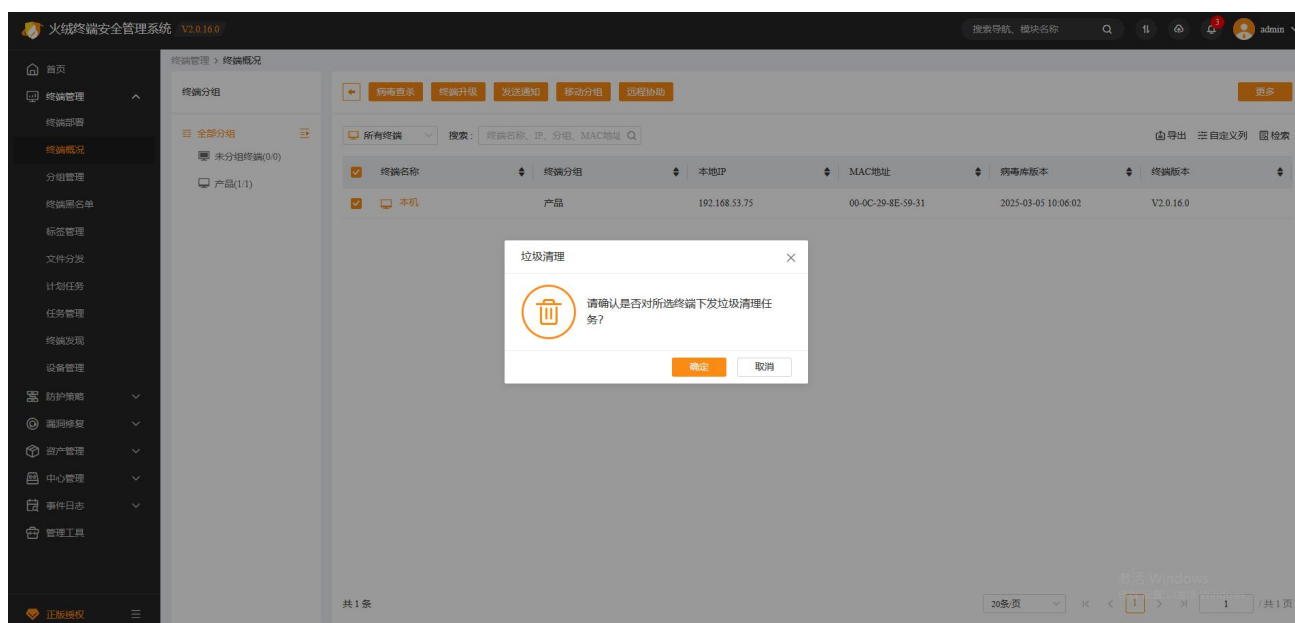 火绒终端安全管理系统 V2.0.16.0
搜索导航、模块名称
3
admin
首页
终端管理
终端部署
终端概况
分组管理
终端黑名单
标签管理
文件分发
计划任务
任务管理
终端发现
设备管理
防护策略
漏洞修复
资产管理
中心管理
事件日志
管理工具
正版授权
终端管理 > 终端概况
终端分组
全部分组
未分组终端(0/0)
产品(1/1)
病毒查杀 终端升级 发送通知 移动分组 远程协助 更多
所有终端 搜索: 终端名称、IP、分组、MAC地址
导出 自定义列 检索
终端名称 终端分组 本地IP MAC地址 病毒库版本 终端版本
本机 产品 192.168.53.75 00-0C-29-8E-59-31 2025-03-05 10:06:02 V2.0.16.0
垃圾清理
请确认是否对所选终端下发垃圾清理任
务?
确定 取消
激活 Windows
共 1 条
20条/页 1 1 / 共 1 页